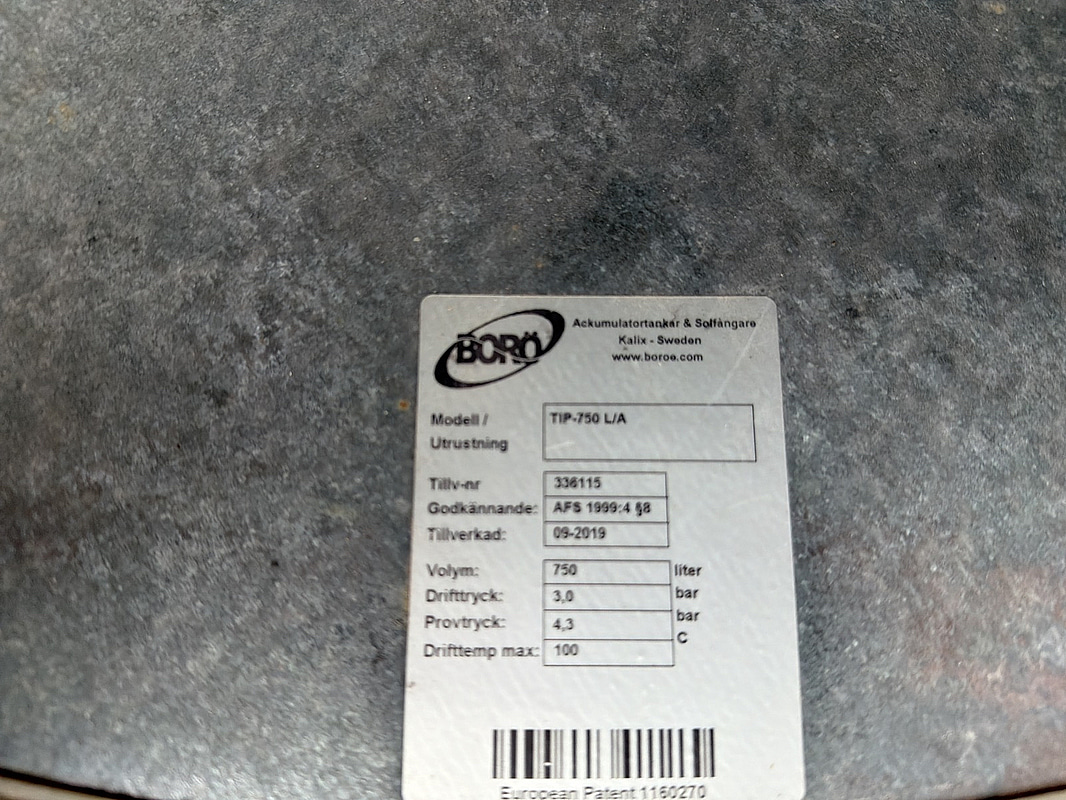 BORÖ
Ackumulatortankar & Solfångare
Kalix - Sweden
www.boroe.com
Modell / TIP-750 L/A
Utrustning
Tillv-nr 336115
Godkännande: AFS 1999:4 §8
Tillverkad: 09-2019
Volym: 750 liter
Drifttryck: 3,0 bar
Provtryck: 4,3 bar
Drifttemp max: 100 C
European Patent 1160270